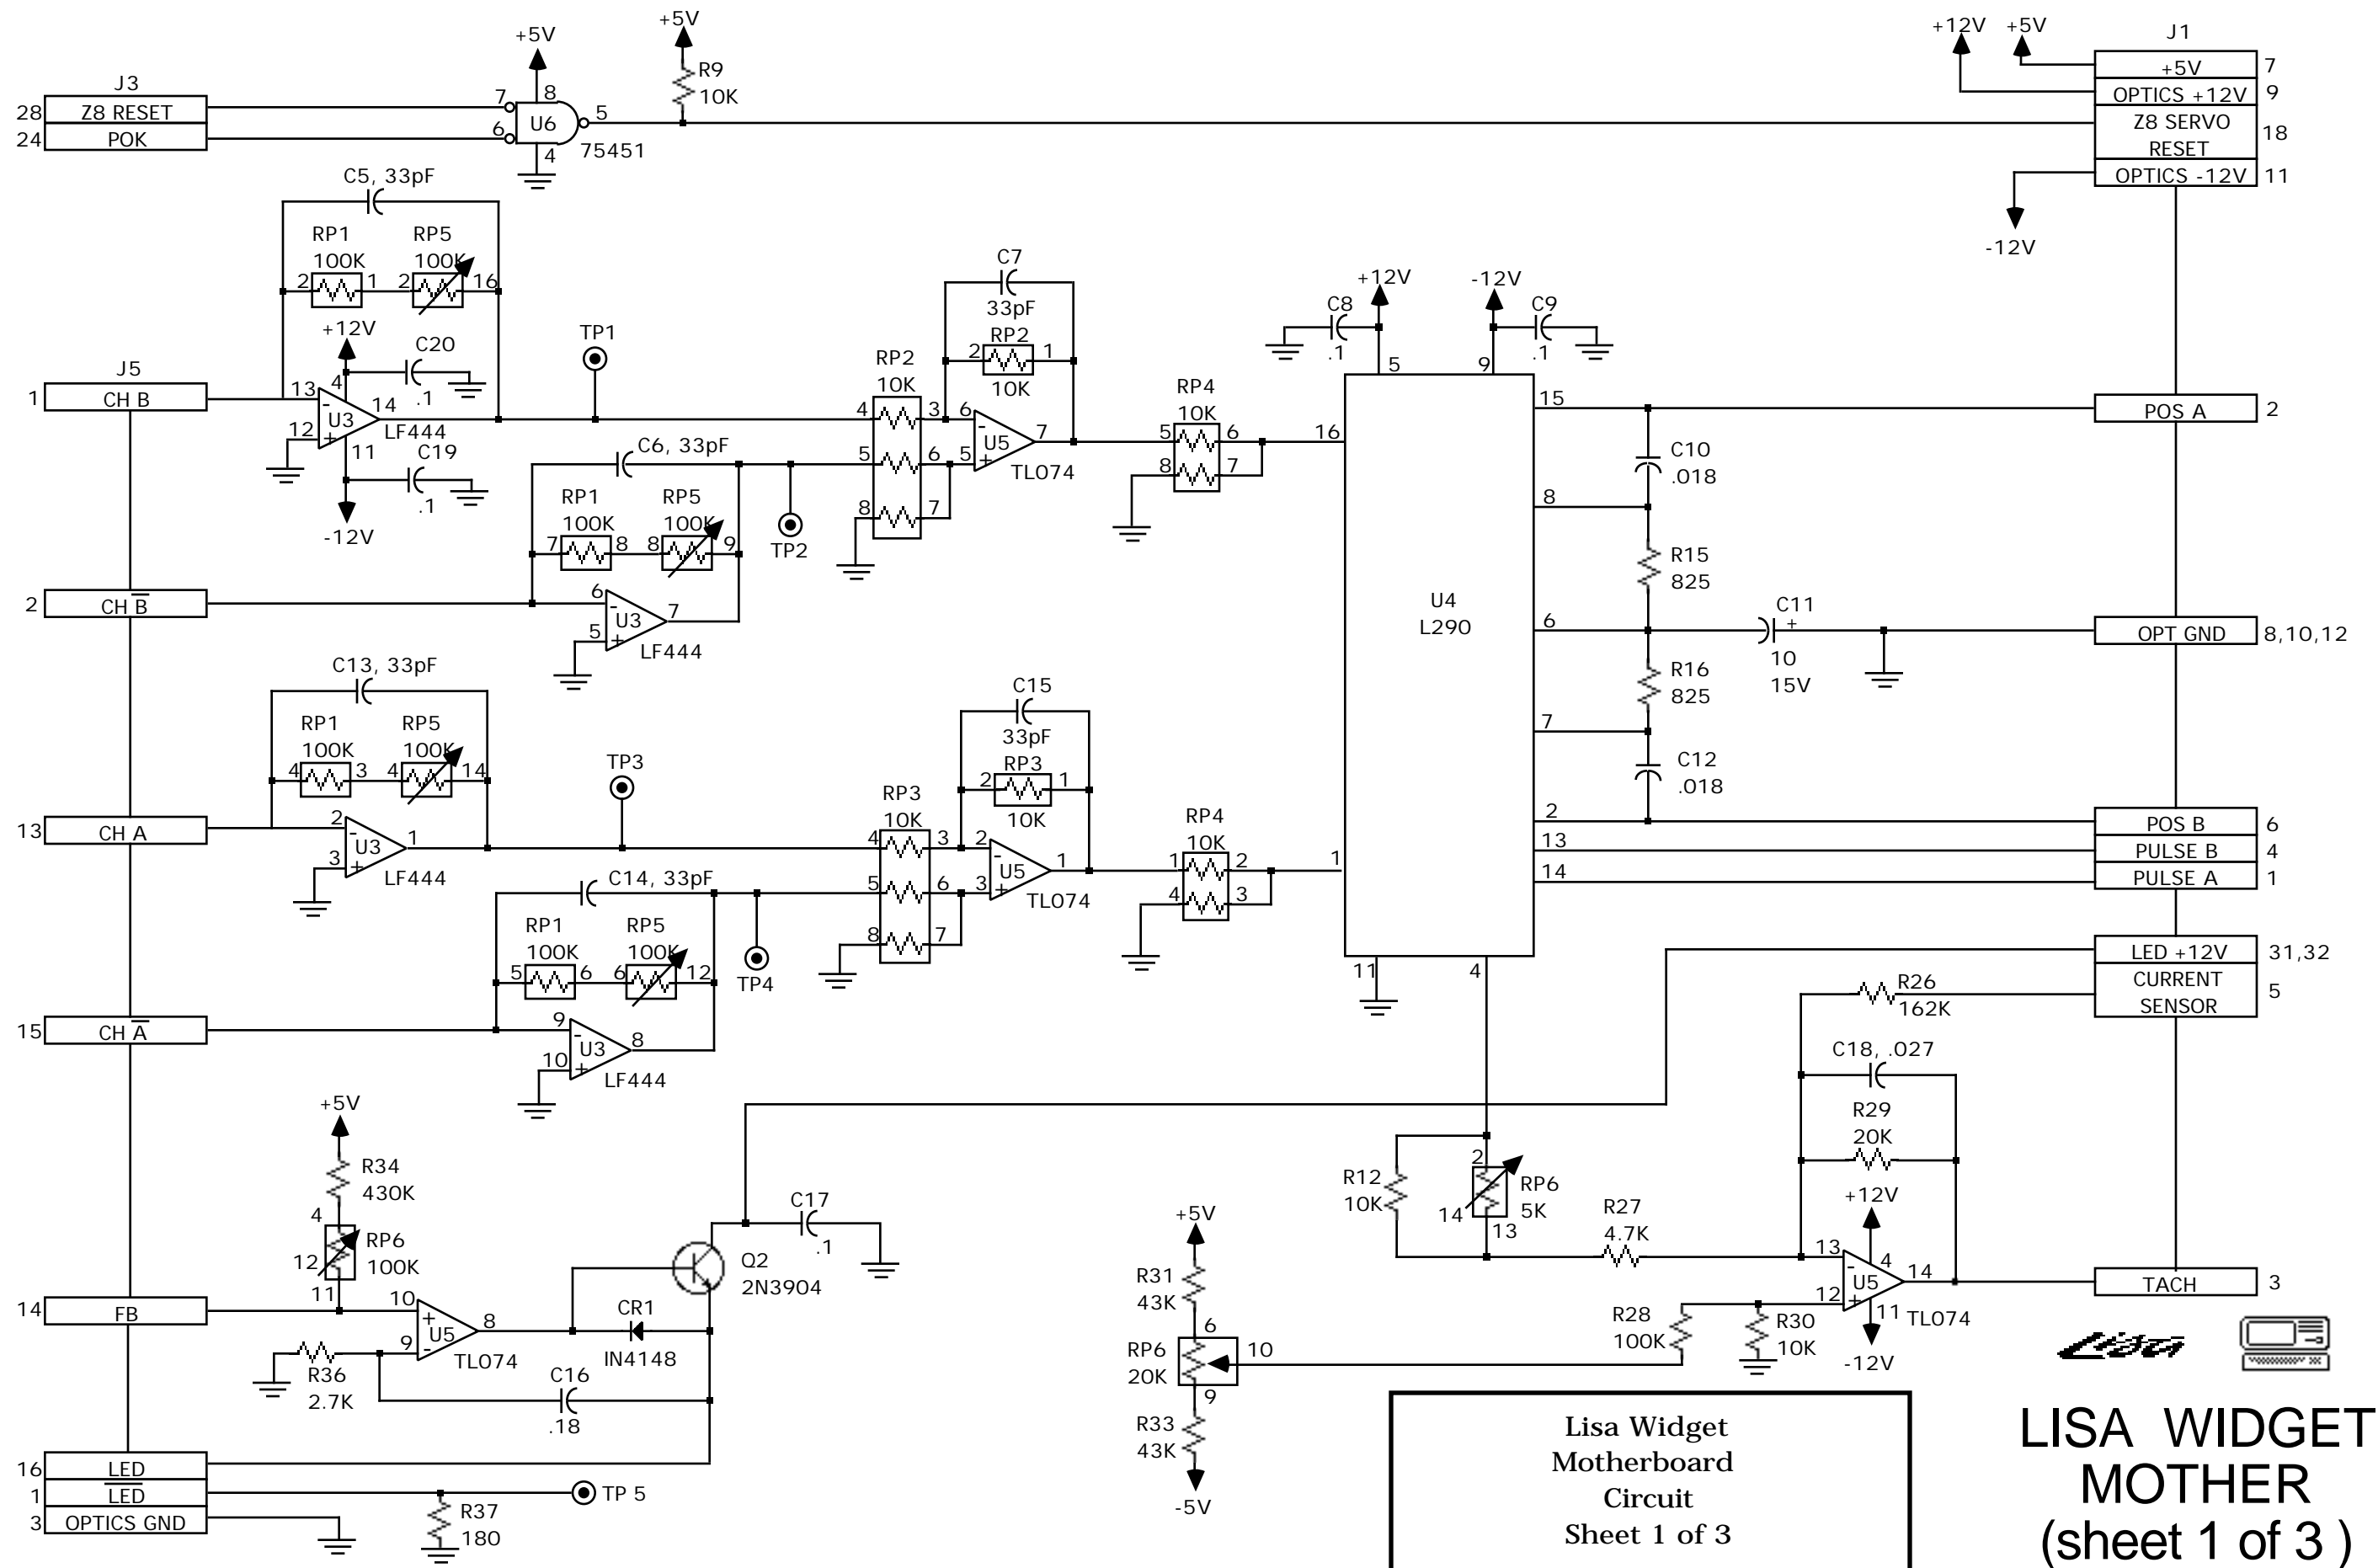 +5V
+5V
J3
28 Z8 RESET
24 POK
7
8
6
4
5
U6
75451
R9
10K
+12V +5V
J1
+5V 7
OPTICS +12V 9
Z8 SERVO
RESET
18
OPTICS -12V 11
-12V
C5, 33pF
RP1
100K
2 1
RP5
100K
2 16
+12V
C20
.1
J5
1 CH B
13
4
12
U3
14
LF444
11
C19
.1
-12V
TP1
C6, 33pF
RP1
100K
7 8
RP5
100K
8 9
TP2
2 CH B
6
5
U3
7
LF444
RP2
10K
4 3
5 6
8 7
C7
33pF
RP2
2 1
10K
6
5
U5
7
TL074
RP4
10K
5 6
8 7
16
+12V
C8
.1
5
-12V
C9
.1
9
U4
L290
15
8
6
7
2
13
14
1
11
4
C10
.018
R15
825
C11
+
10
15V
R16
825
C12
.018
POS A 2
OPT GND 8,10,12
POS B 6
PULSE B 4
PULSE A 1
LED +12V 31,32
CURRENT
SENSOR
5
C13, 33pF
RP1
100K
4 3
RP5
100K
4 14
13 CH A
2
3
U3
1
LF444
TP3
C14, 33pF
RP1
100K
5 6
RP5
100K
6 12
TP4
15 CH A
9
10
U3
8
LF444
RP3
10K
4 3
5 6
8 7
C15
33pF
RP3
2 1
10K
2
3
U5
1
TL074
RP4
10K
1 2
4 3
+5V
R34
430K
4
RP6
100K
12
11
14 FB
10
9
U5
8
TL074
R36
2.7K
C16
.18
CR1
IN4148
Q2
2N3904
C17
.1
16 LED
1 LED
3 OPTICS GND
R37
180
TP 5
R12
10K
2
RP6
5K
14
13
R27
4.7K
R26
162K
C18, .027
R29
20K
+12V
13
4
12
U5
14
11 TL074
-12V
TACH 3
+5V
R31
43K
6
RP6
20K
10
9
R33
43K
-5V
R28
100K
R30
10K
Lisa
Lisa Widget
Motherboard
Circuit
Sheet 1 of 3
LISA WIDGET
MOTHER
(sheet 1 of 3 )